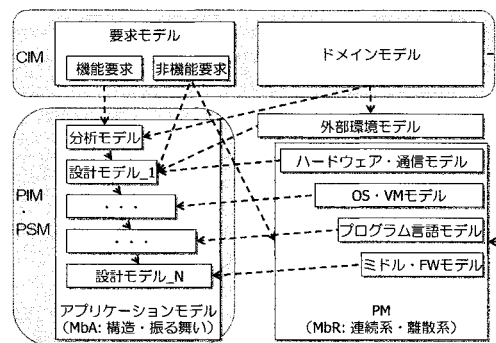 要求モデル
CIM
機能要求
非機能要求
ドメインモデル
分析モデル
外部環境モデル
設計モデル_1
ハードウェア・通信モデル
PIM
・
PSM
・・・
OS・VMモデル
・・・
プログラム言語モデル
設計モデル_N
ミドル・FWモデル
アプリケーションモデル
(MbA: 構造・振る舞い)
PM
(MbR: 連続系・離散系)